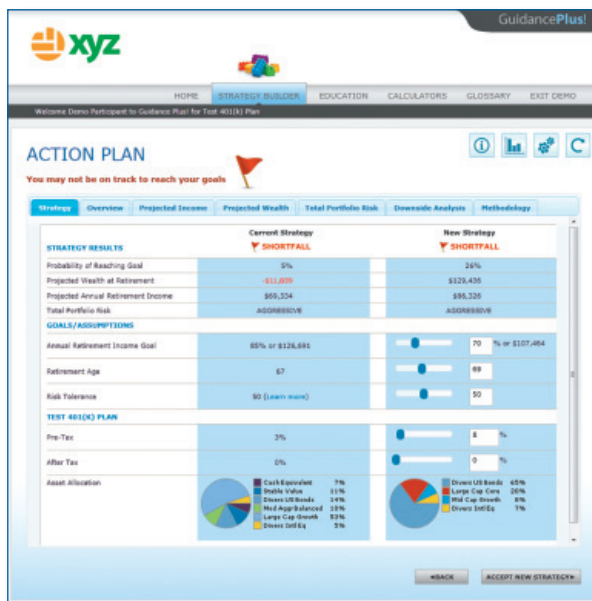 GuidancePlus!
xyz
HOME STRATEGY BUILDER EDUCATION CALCULATORS GLOSSARY EXIT DEMO
Welcome Demo Participant to Guidance Plus! for Test 401(k) Plan
ACTION PLAN
You may not be on track to reach your goals
Strategy Overview Projected Income Projected Wealth Total Portfolio Risk Downside Analysis Methodology
Current Strategy New Strategy
STRATEGY RESULTS SHORTFALL SHORTFALL
Probability of Reaching Goal 5% 26%
Projected Wealth at Retirement $129,436
Projected Annual Retirement Income $69,334 $86,326
Total Portfolio Risk AGGRESSIVE AGGRESSIVE
GOALS/ASSUMPTIONS
Annual Retirement Income Goal 85% or $126,691 70 % or $107,464
Retirement Age 67 69
Risk Tolerance 50 (Learn more) 50
TEST 401(K) PLAN
Pre-Tax 3% %
After Tax 0% 0 %
Asset Allocation
Cash Equivalent 7% Divers US Bonds 65%
Stable Value 11% Large Cap Core 20%
Divers US Bonds 14% Mid Cap Growth 8%
Med Aggr Balanced 10% Divers Intl Eq 7%
Large Cap Growth 53%
Divers Intl Eq 5%
BACK ACCEPT NEW STRATEGY